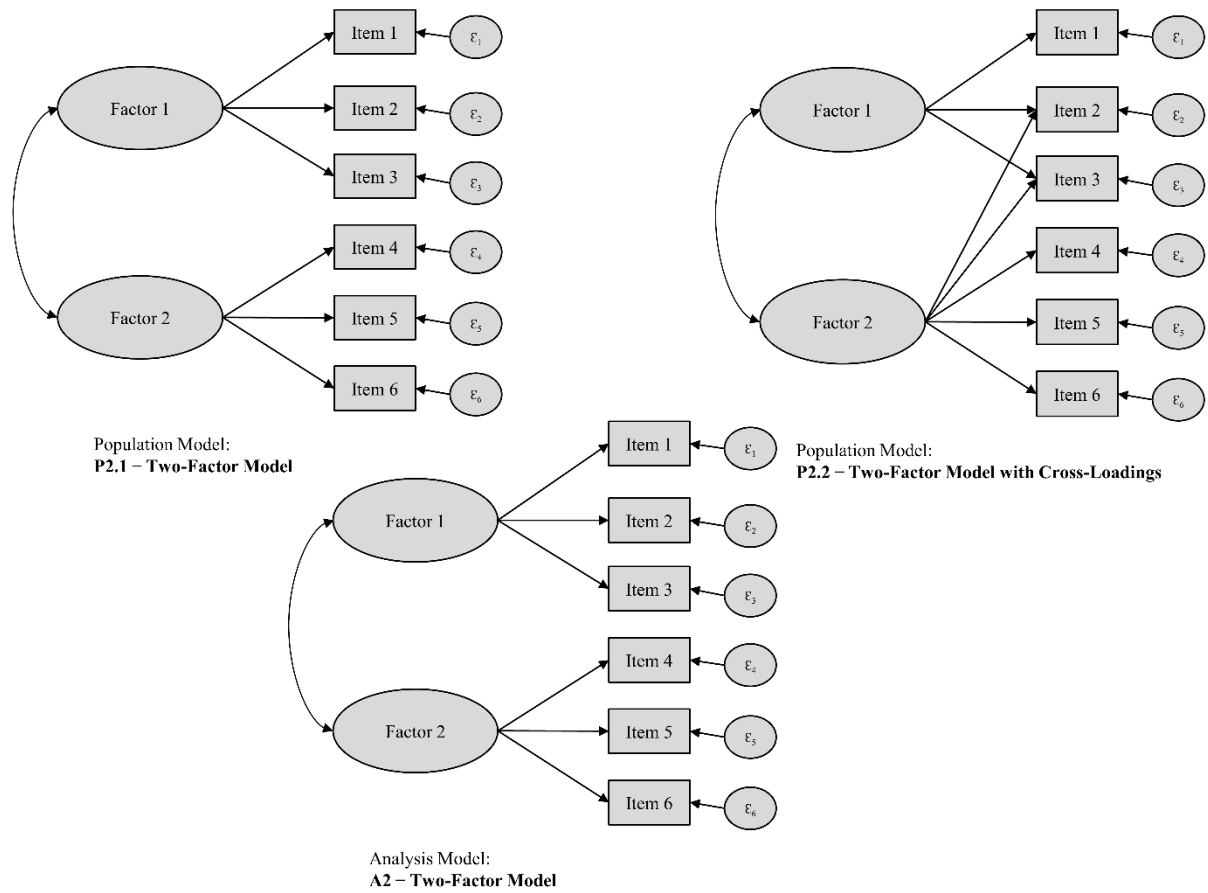 Item 1
ε₁
Factor 1
Item 2
ε₂
Item 3
ε₃
Item 4
ε₄
Factor 2
Item 5
ε₅
Item 6
ε₆
Population Model:
P2.1 − Two-Factor Model
Item 1
ε₁
Factor 1
Item 2
ε₂
Item 3
ε₃
Item 4
ε₄
Factor 2
Item 5
ε₅
Item 6
ε₆
Population Model:
P2.2 − Two-Factor Model with Cross-Loadings
Item 1
ε₁
Factor 1
Item 2
ε₂
Item 3
ε₃
Item 4
ε₄
Factor 2
Item 5
ε₅
Item 6
ε₆
Analysis Model:
A2 − Two-Factor Model